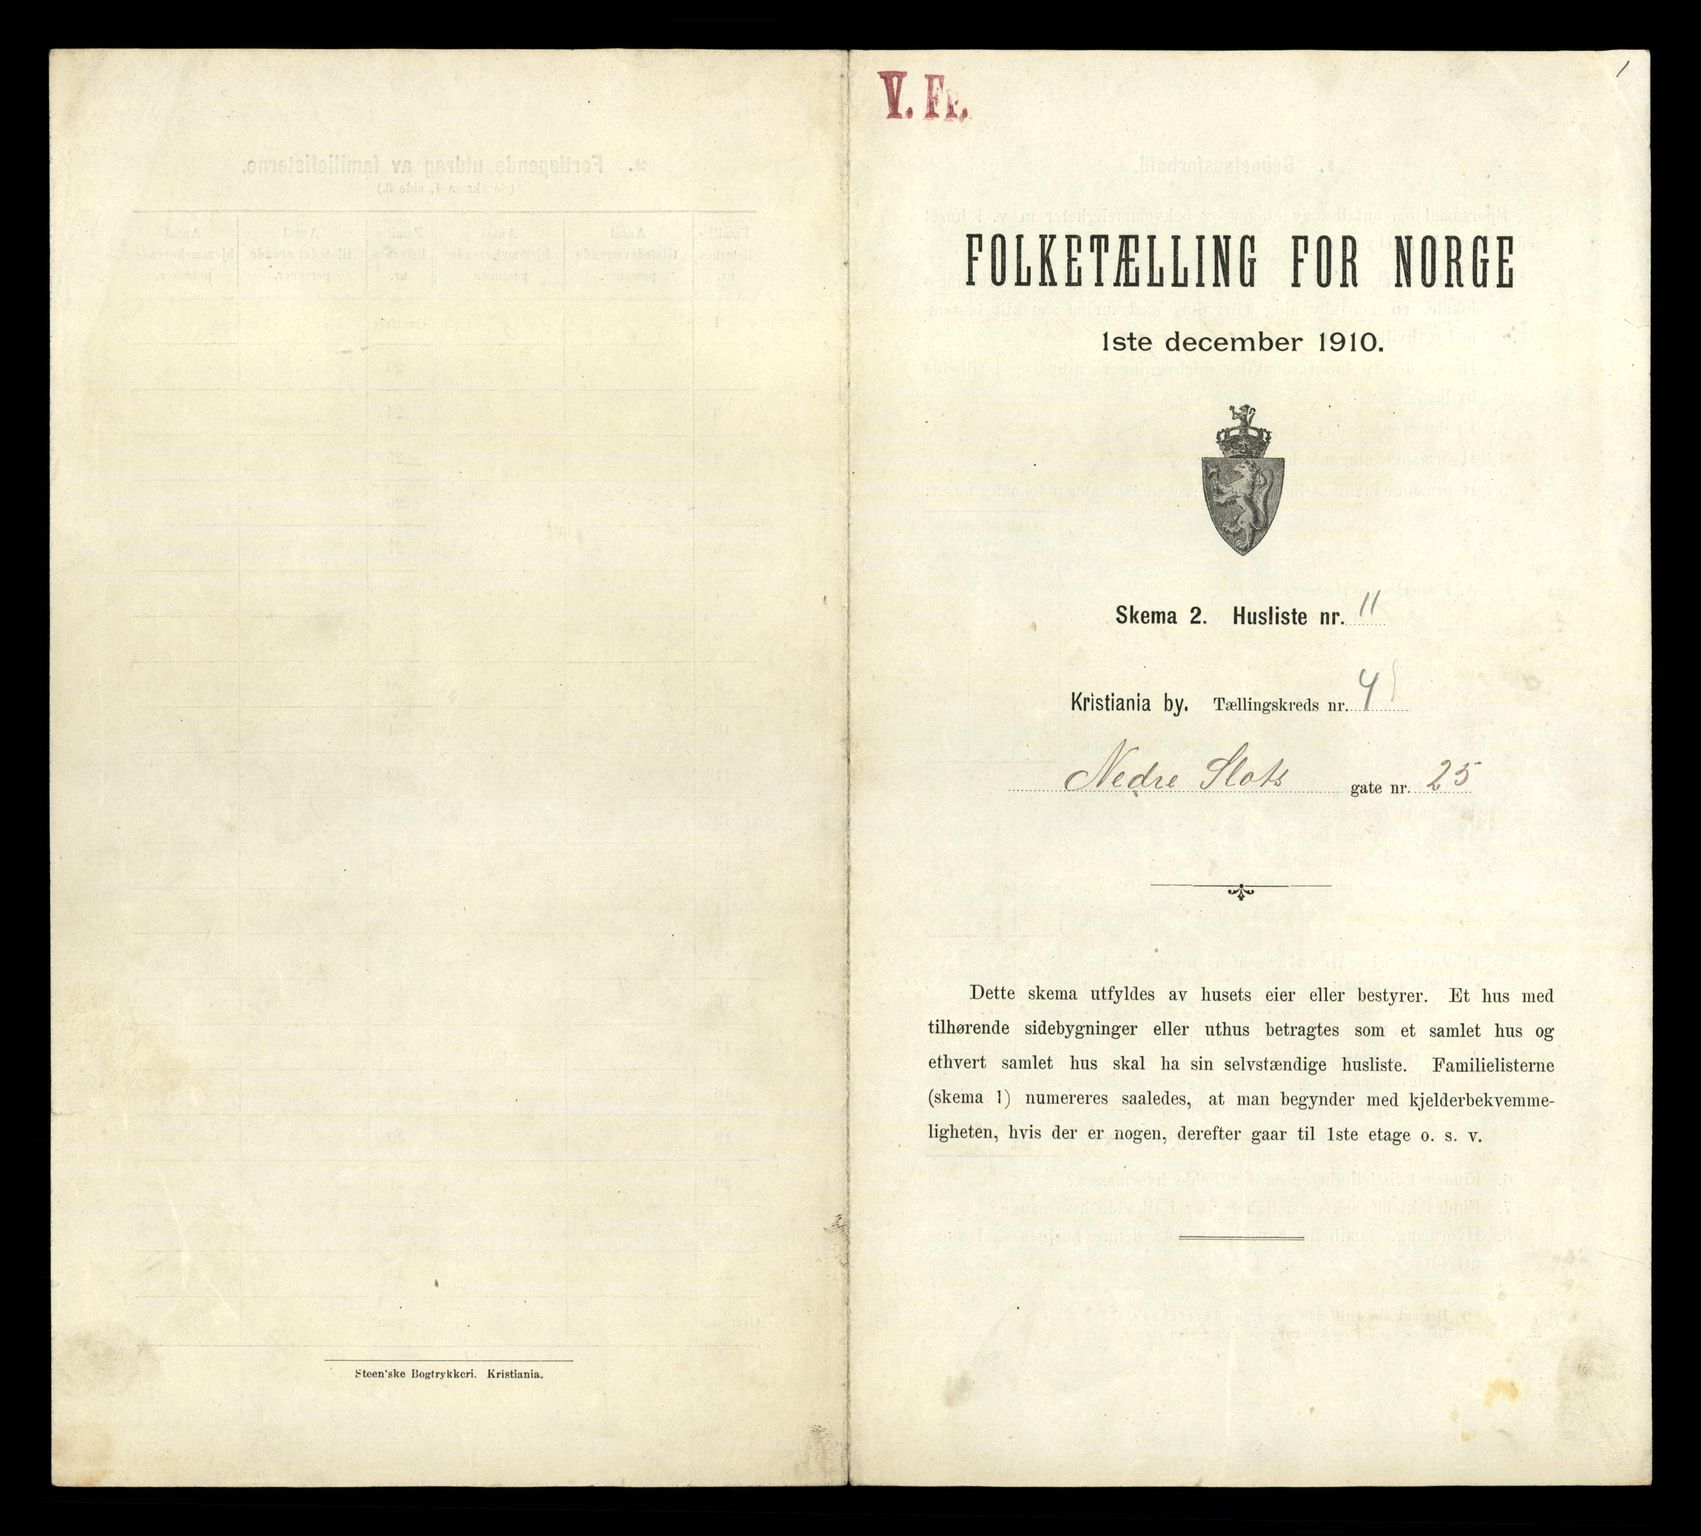 V. Fr.
1
FOLKETÆLLING FOR NORGE
1ste december 1910.
Skema 2. Husliste nr. 11
Kristiania by. Tællingskreds nr. 4
Nedre Slots gate nr. 25
Dette skema utfyldes av husets eier eller bestyrer. Et hus med
tilhørende sidebygninger eller uthus betragtes som et samlet hus og
ethvert samlet hus skal ha sin selvstændige husliste. Familielisterne
(skema 1) numereres saaledes, at man begynder med kjelderbekvemme-
ligheten, hvis der er nogen, derefter gaar til 1ste etage o. s. v.
Steen'ske Bogtrykkeri. Kristiania.